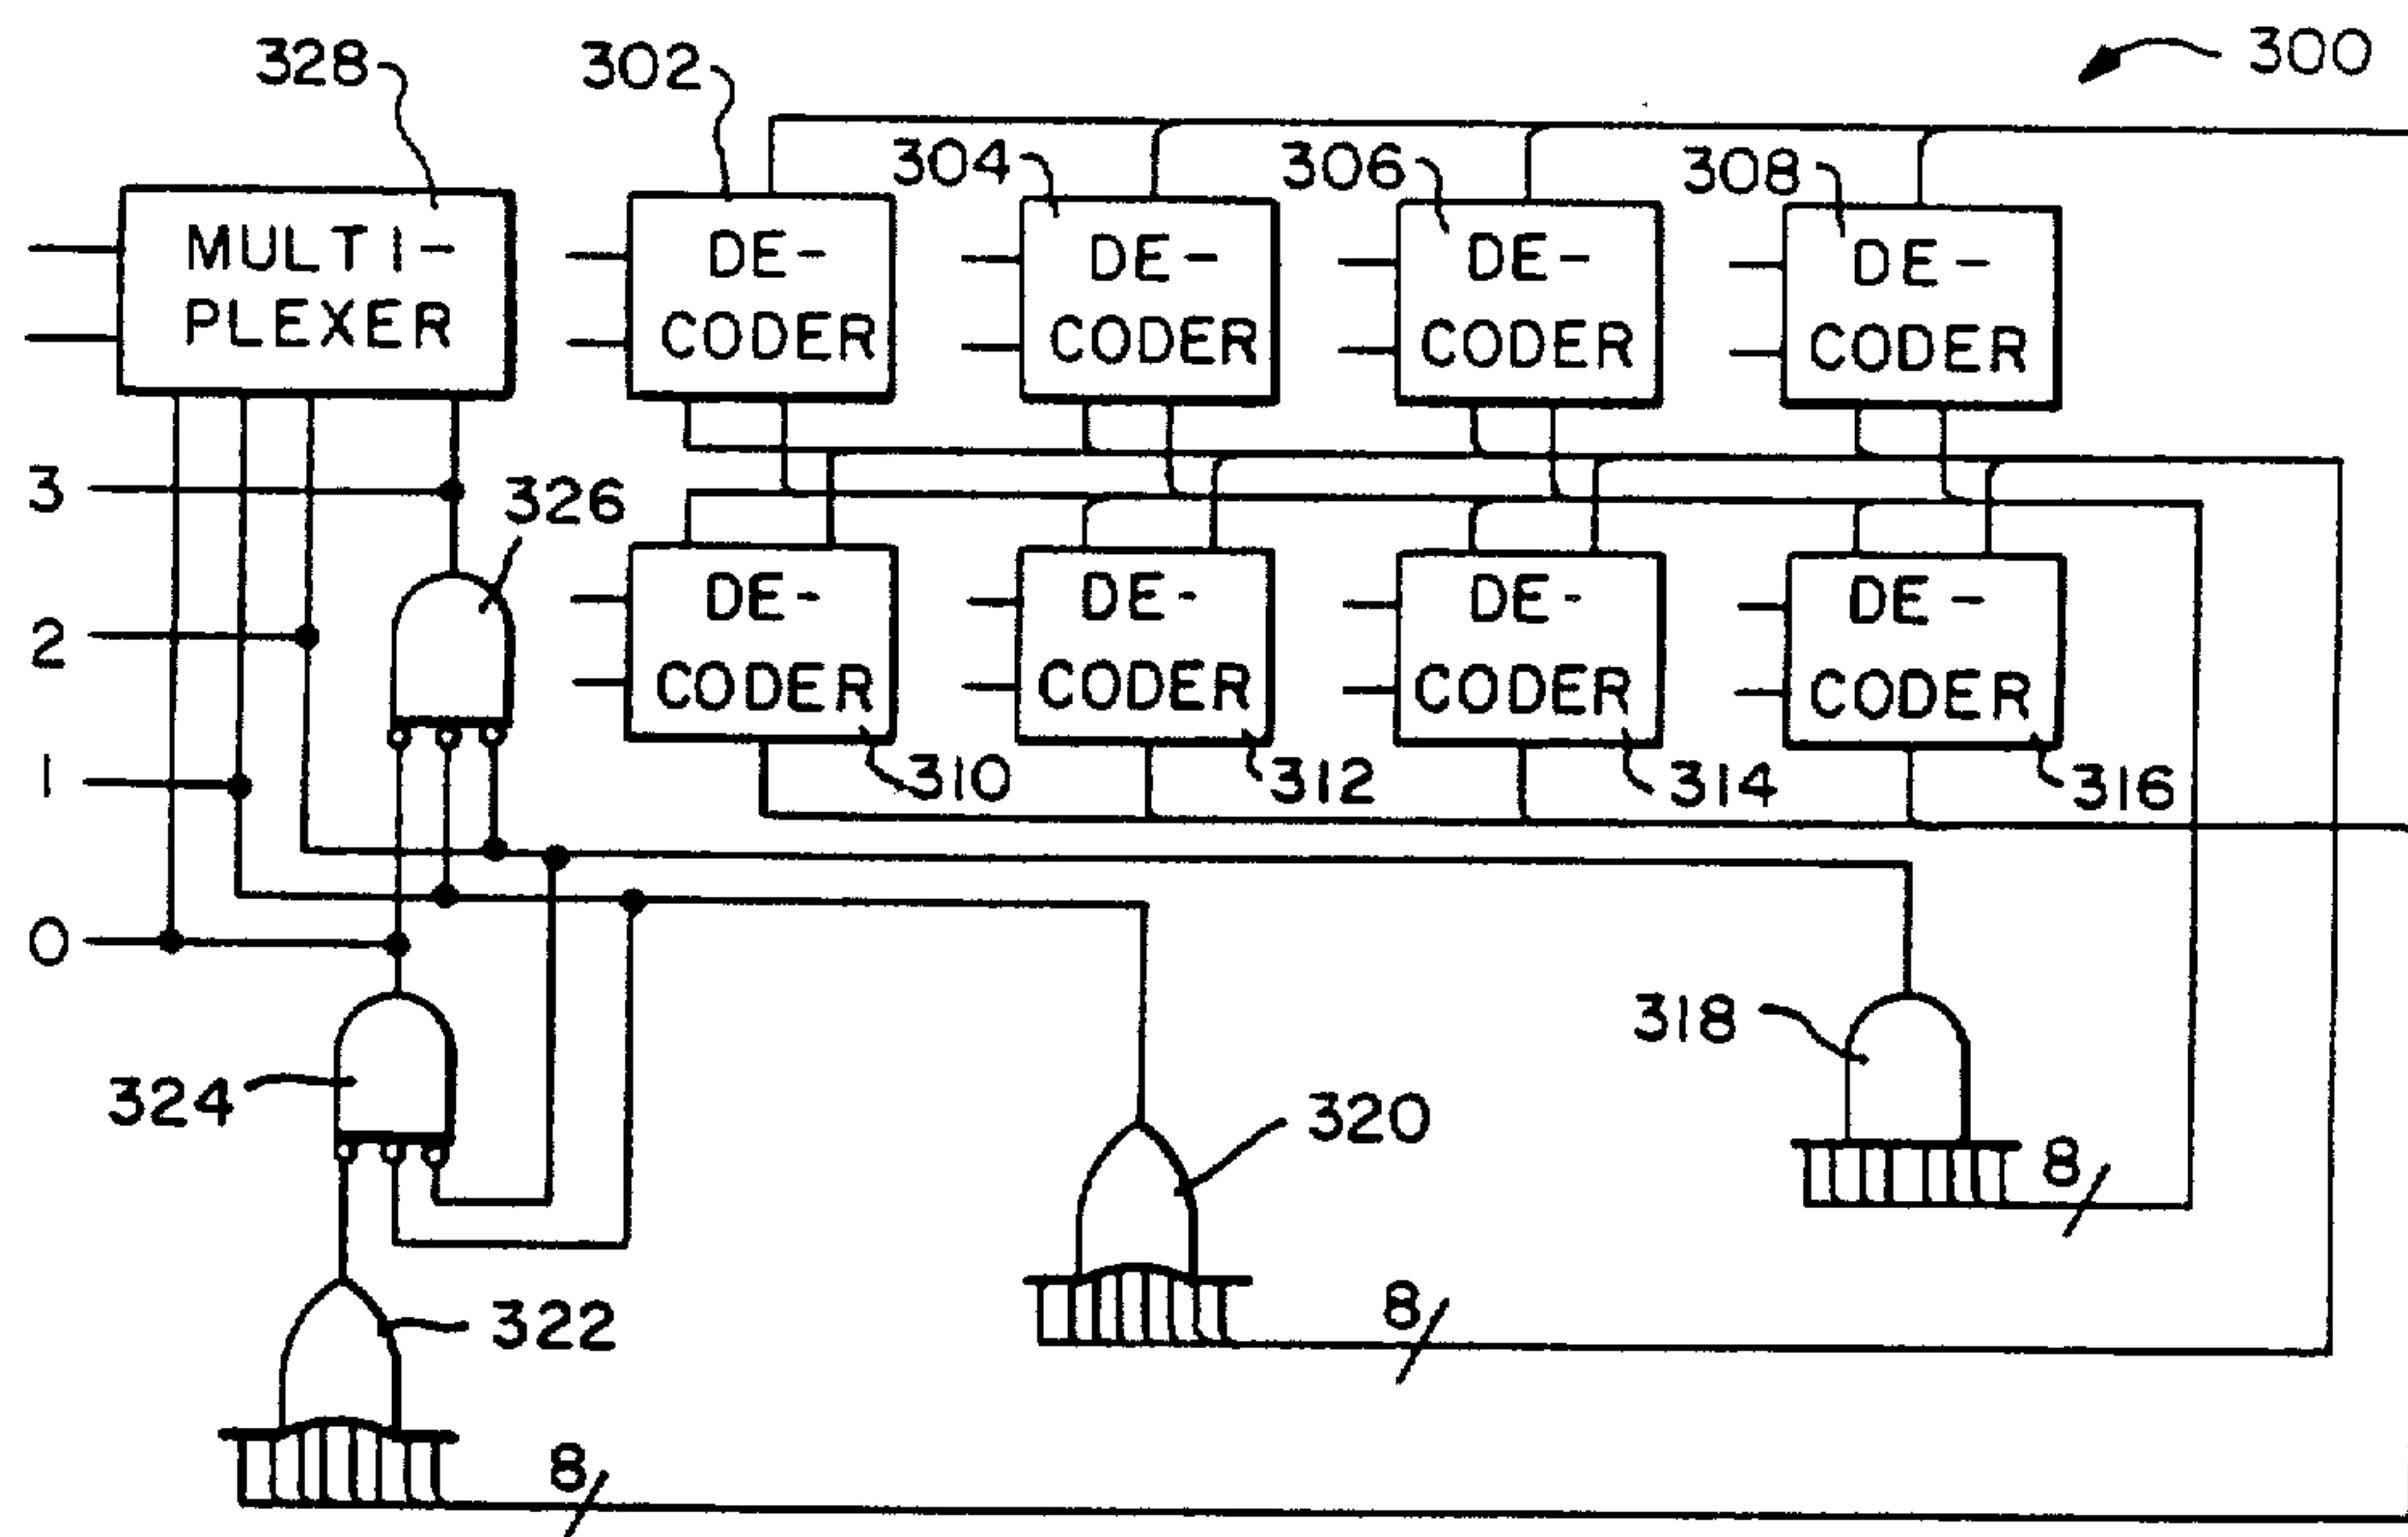 300
328
302
304
306
308
MULTI-
PLEXER
DE-
CODER
DE-
CODER
DE-
CODER
DE-
CODER
3
326
2
DE-
CODER
DE-
CODER
DE-
CODER
DE-
CODER
1
310
312
314
316
0
318
324
320
8
322
8
8